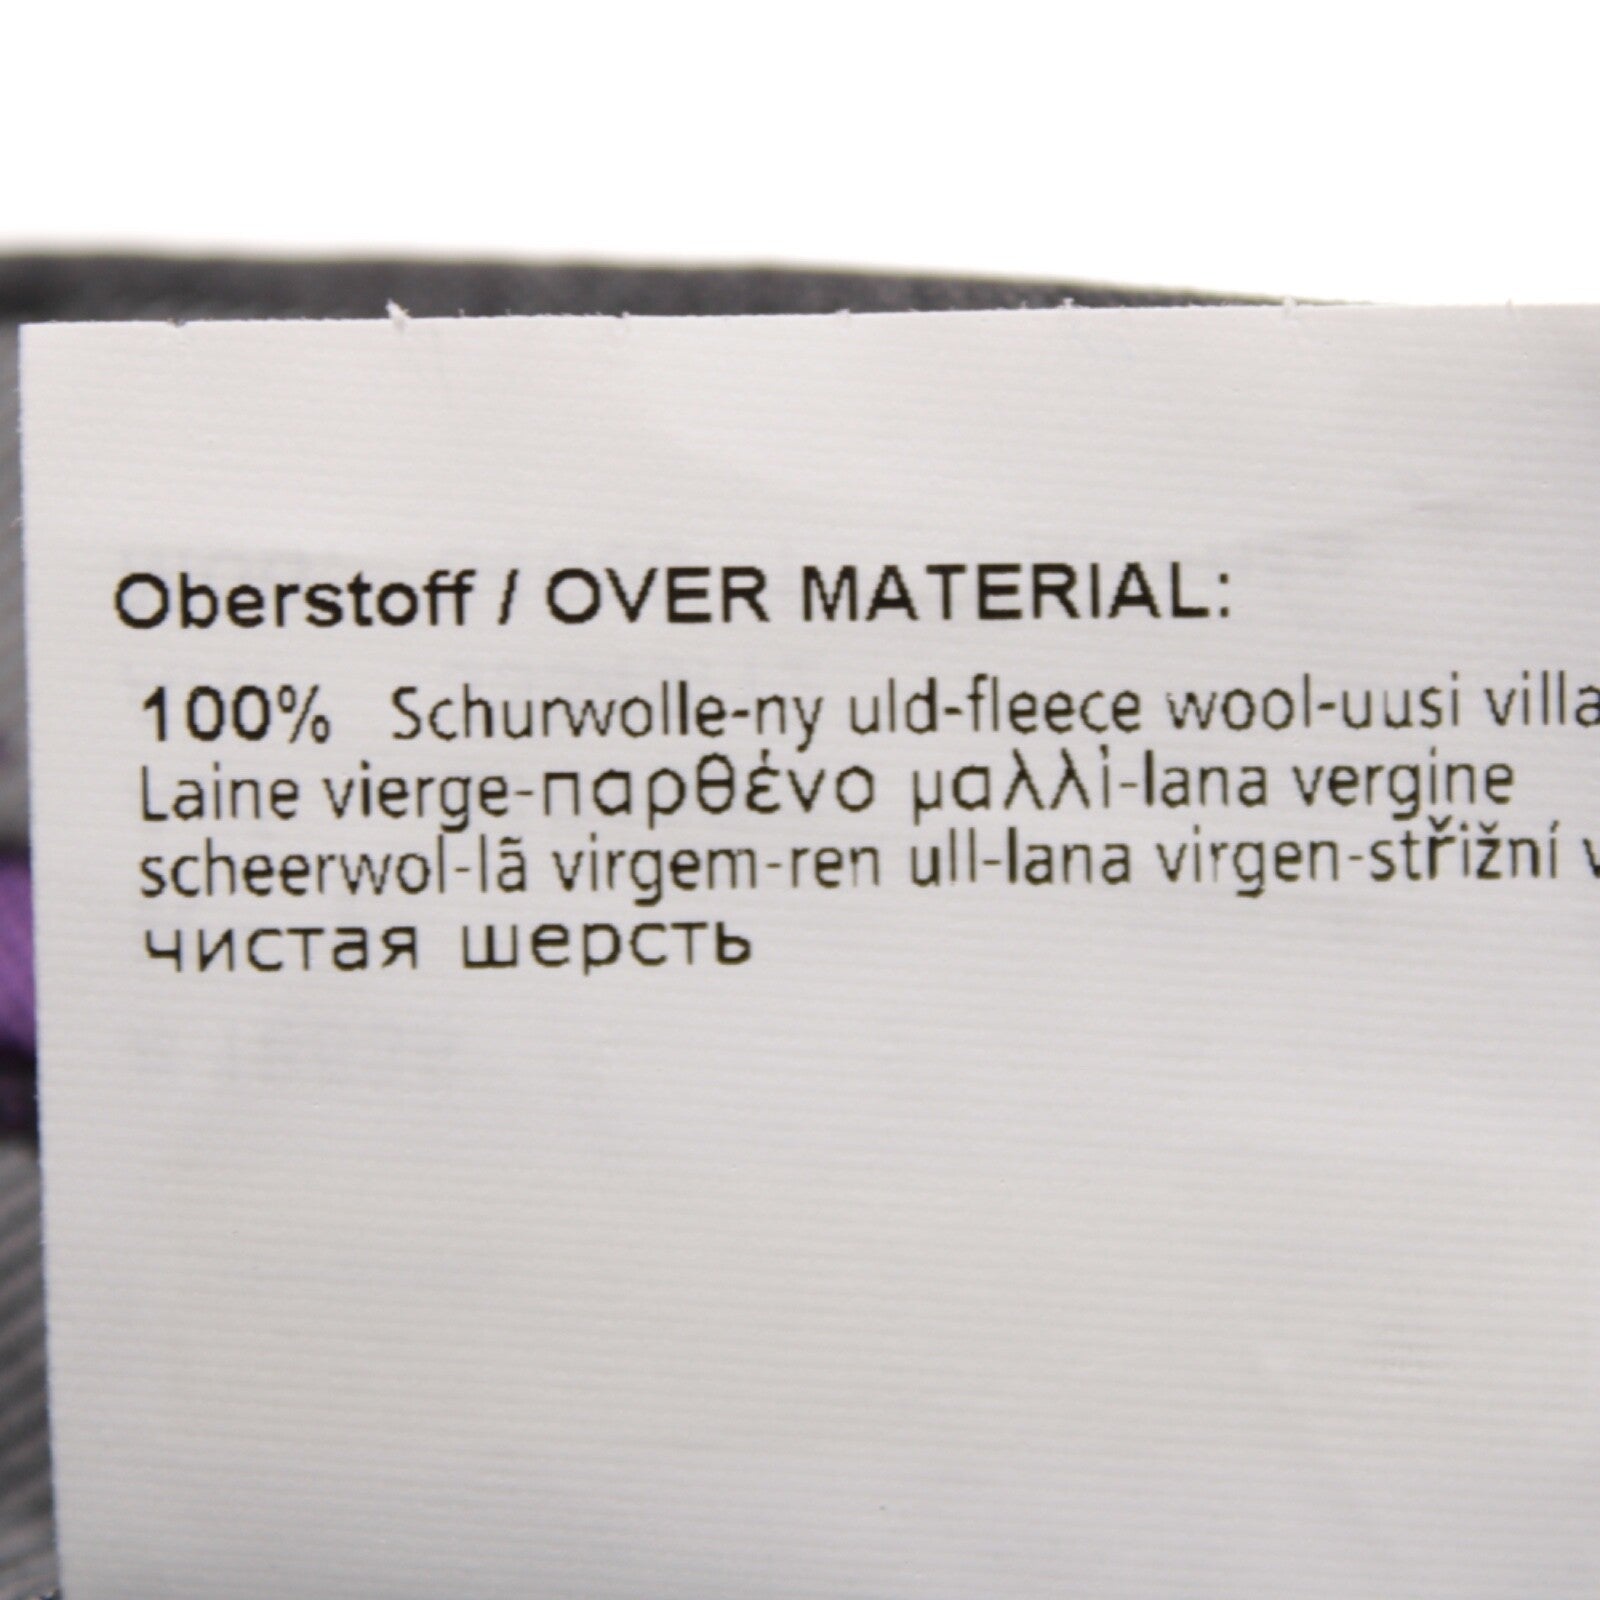 Oberstoff / OVER MATERIAL:
100% Schurwolle-ny uld-fleece wool-uusi villa
Laine vierge-παρθένο μαλλί-lana vergine
scheerwol-lã virgem-ren ull-lana virgen-střižní
чистая шерсть